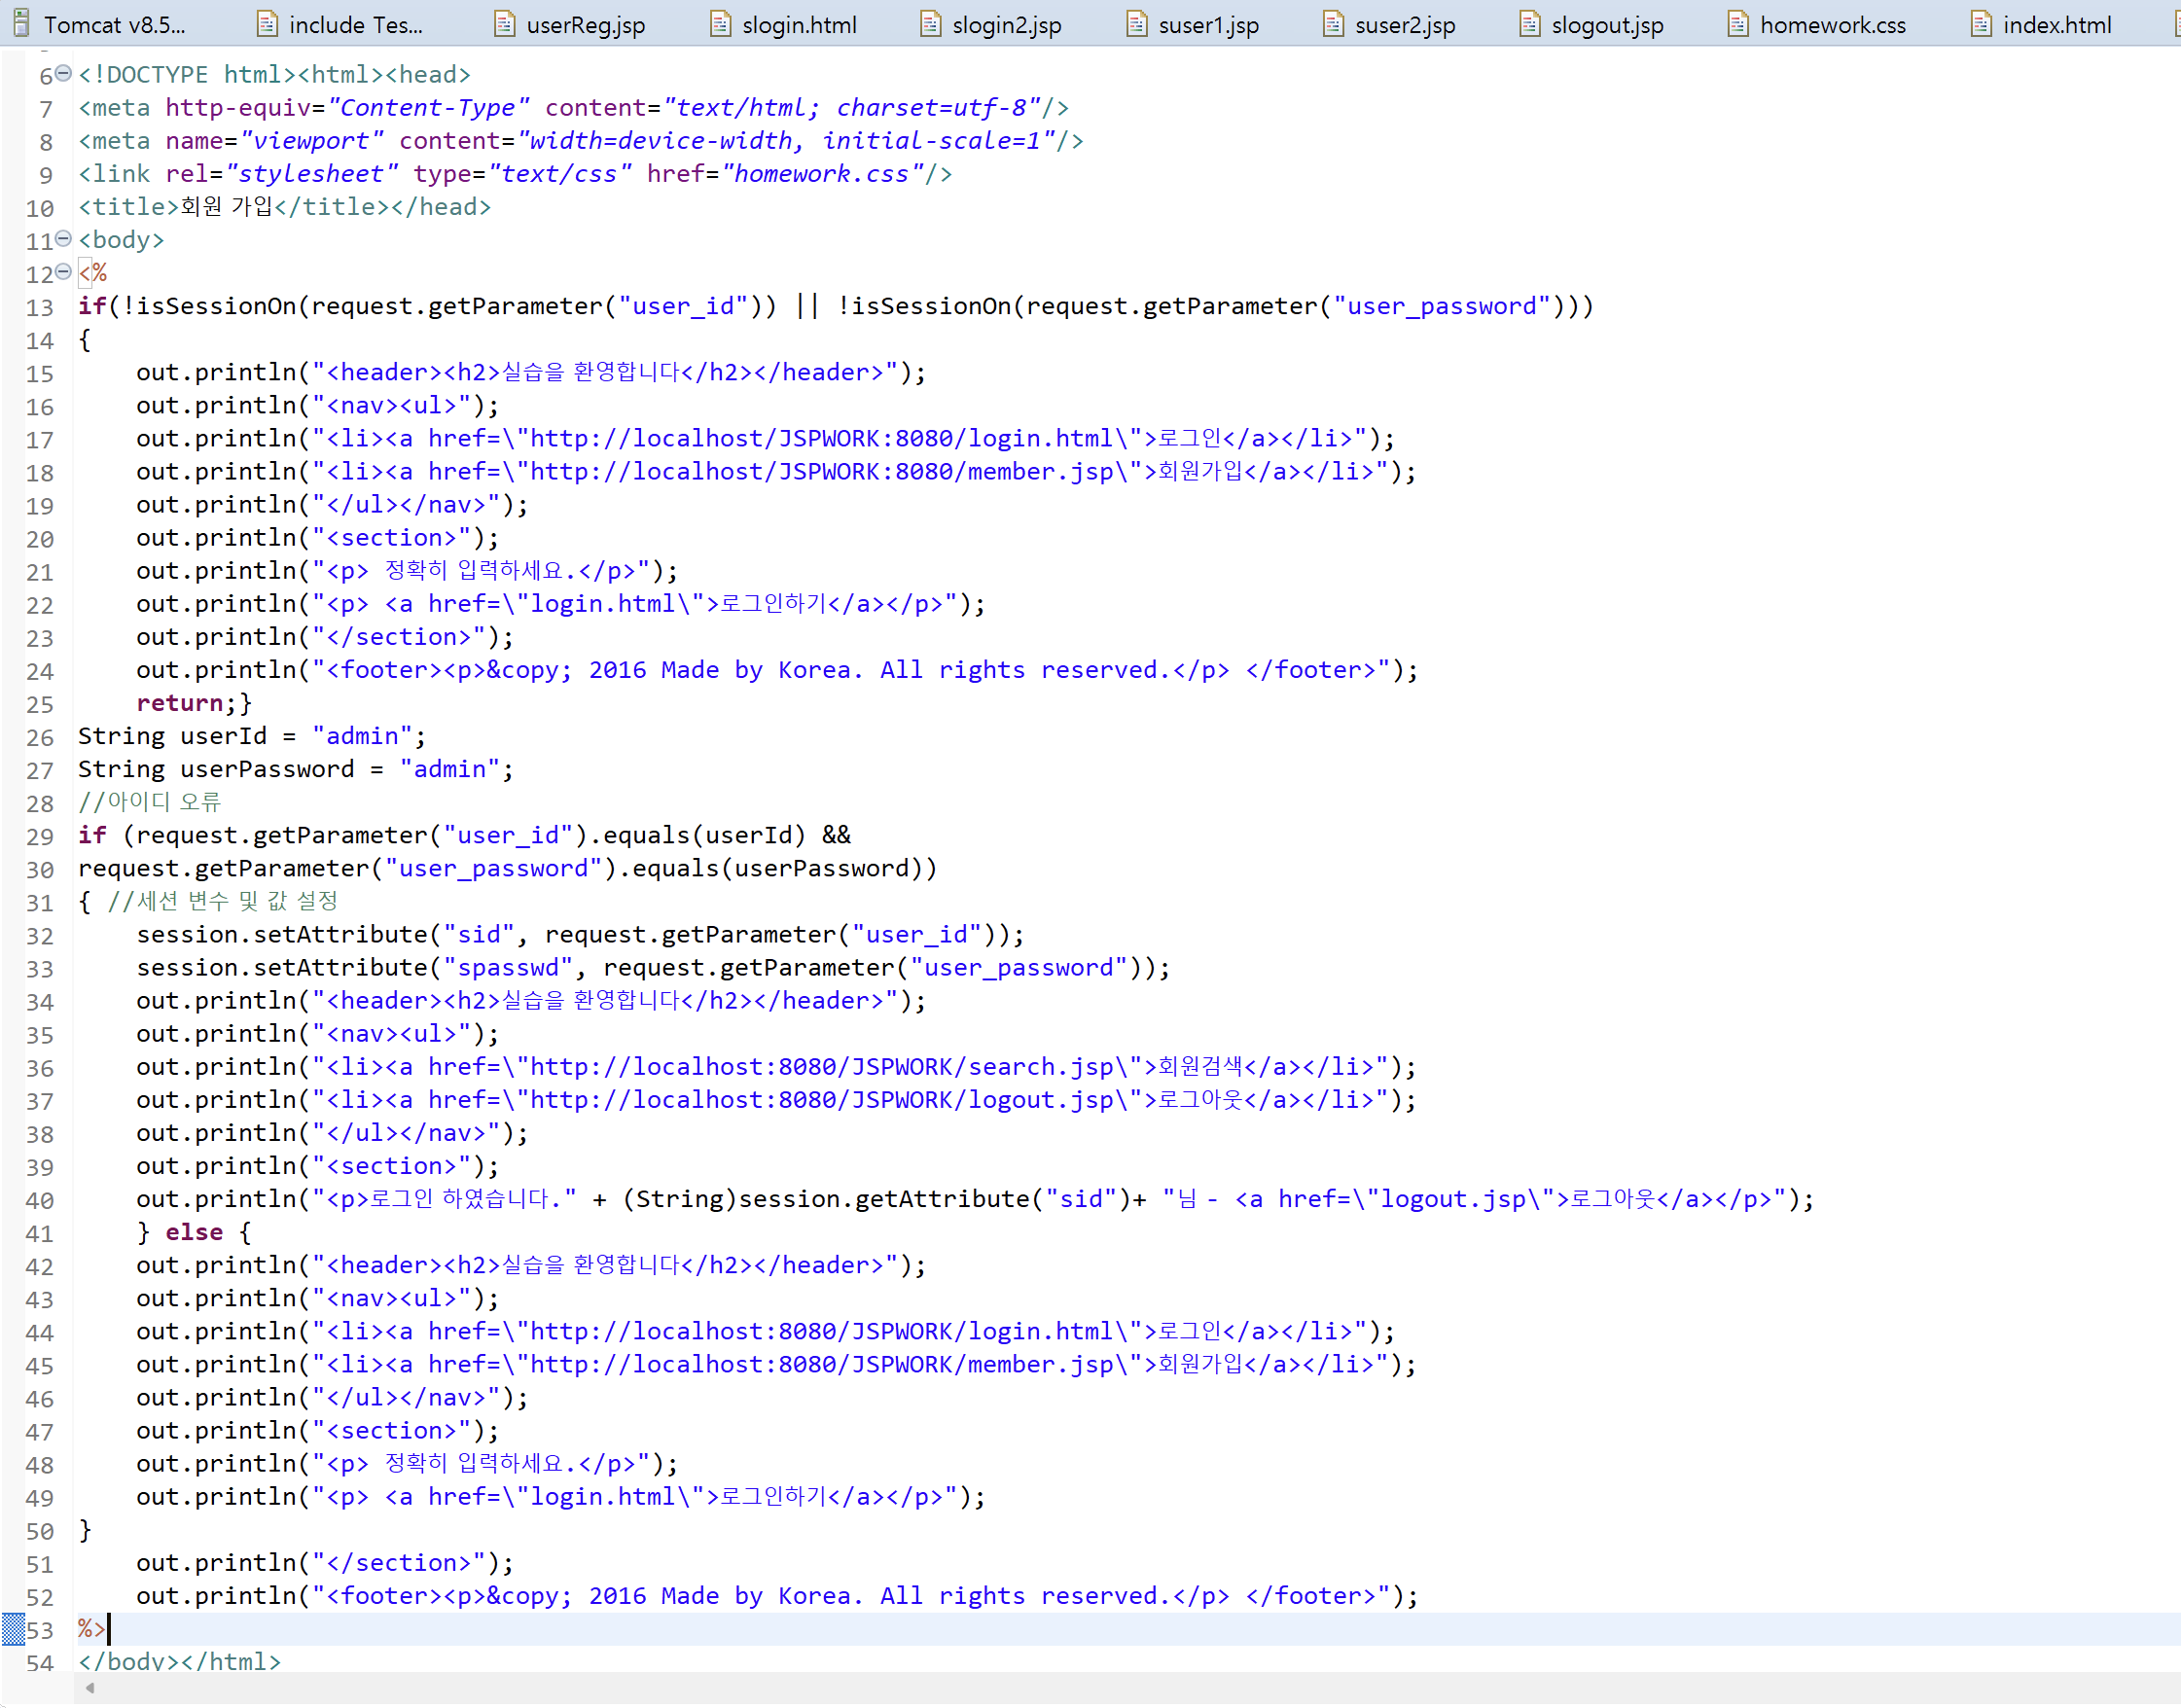 Tomcat v8.5... include Tes... userReg.jsp slogin.html slogin2.jsp suser1.jsp suser2.jsp slogout.jsp homework.css index.html
6 <!DOCTYPE html><html><head>
7 <meta http-equiv="Content-Type" content="text/html; charset=utf-8"/>
8 <meta name="viewport" content="width=device-width, initial-scale=1"/>
9 <link rel="stylesheet" type="text/css" href="homework.css"/>
10 <title>회원 가입</title></head>
11 <body>
12 <%
13 if(!isSessionOn(request.getParameter("user_id")) || !isSessionOn(request.getParameter("user_password")))
14 {
15 out.println("<header><h2>실습을 환영합니다</h2></header>");
16 out.println("<nav><ul>");
17 out.println("<li><a href=\"http://localhost/JSPWORK:8080/login.html\">로그인</a></li>");
18 out.println("<li><a href=\"http://localhost/JSPWORK:8080/member.jsp\">회원가입</a></li>");
19 out.println("</ul></nav>");
20 out.println("<section>");
21 out.println("<p> 정확히 입력하세요.</p>");
22 out.println("<p> <a href=\"login.html\">로그인하기</a></p>");
23 out.println("</section>");
24 out.println("<footer><p>&copy; 2016 Made by Korea. All rights reserved.</p> </footer>");
25 return;}
26 String userId = "admin";
27 String userPassword = "admin";
28 //아이디 오류
29 if (request.getParameter("user_id").equals(userId) &&
30 request.getParameter("user_password").equals(userPassword))
31 { //세션 변수 및 값 설정
32 session.setAttribute("sid", request.getParameter("user_id"));
33 session.setAttribute("spasswd", request.getParameter("user_password"));
34 out.println("<header><h2>실습을 환영합니다</h2></header>");
35 out.println("<nav><ul>");
36 out.println("<li><a href=\"http://localhost:8080/JSPWORK/search.jsp\">회원검색</a></li>");
37 out.println("<li><a href=\"http://localhost:8080/JSPWORK/logout.jsp\">로그아웃</a></li>");
38 out.println("</ul></nav>");
39 out.println("<section>");
40 out.println("<p>로그인 하였습니다." + (String)session.getAttribute("sid")+ "님 - <a href=\"logout.jsp\">로그아웃</a></p>");
41 } else {
42 out.println("<header><h2>실습을 환영합니다</h2></header>");
43 out.println("<nav><ul>");
44 out.println("<li><a href=\"http://localhost:8080/JSPWORK/login.html\">로그인</a></li>");
45 out.println("<li><a href=\"http://localhost:8080/JSPWORK/member.jsp\">회원가입</a></li>");
46 out.println("</ul></nav>");
47 out.println("<section>");
48 out.println("<p> 정확히 입력하세요.</p>");
49 out.println("<p> <a href=\"login.html\">로그인하기</a></p>");
50 }
51 out.println("</section>");
52 out.println("<footer><p>&copy; 2016 Made by Korea. All rights reserved.</p> </footer>");
53 %>
54 </body></html>